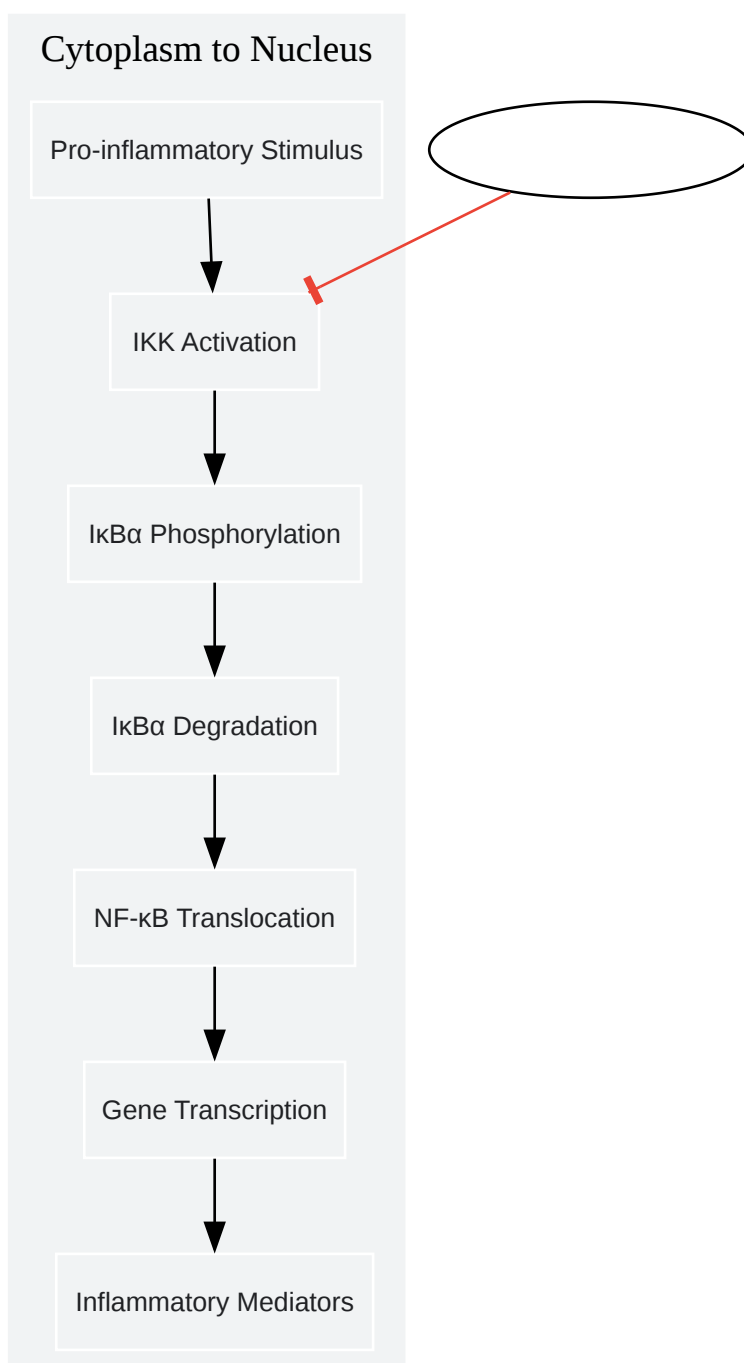 Cytoplasm to Nucleus
Pro-inflammatory Stimulus
IKK Activation
IκBα Phosphorylation
IκBα Degradation
NF-κB Translocation
Gene Transcription
Inflammatory Mediators